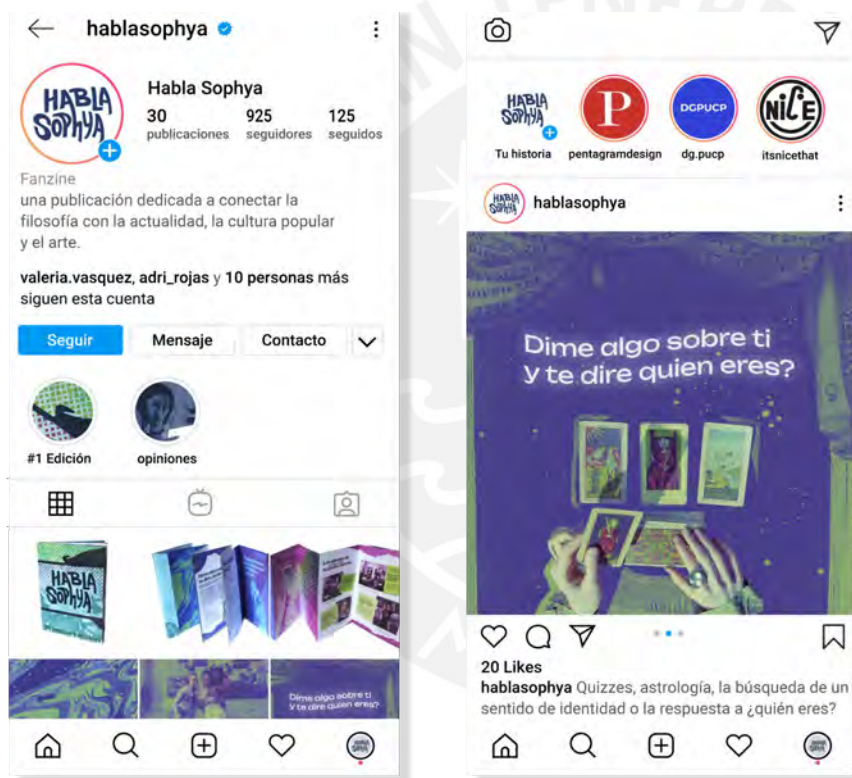 hablasophya
HABLA
SOPHYA
Habla Sophya
30 925 125
publicaciones seguidores seguidos
Fanzine
una publicación dedicada a conectar la
filosofía con la actualidad, la cultura popular
y el arte.
valeria.vasquez, adri_rojas y 10 personas más
siguen esta cuenta
Seguir Mensaje Contacto
#1 Edición opiniones
HABLA
SOPHYA
Dime algo sobre ti
y te dire quien eres?
HABLA
SOPHYA
P
DGPUCP
NiCE
Tu historia pentagramdesign dg.pucp itsnicethat
HABLA
SOPHYA
hablasophya
Dime algo sobre ti
y te dire quien eres?
20 Likes
hablasophya Quizzes, astrología, la búsqueda de un
sentido de identidad o la respuesta a ¿quién eres?